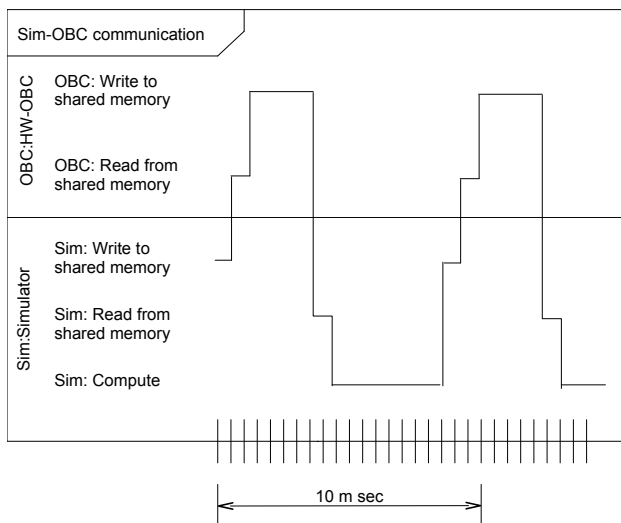 Sim-OBC communication
OBC:HW-OBC
OBC: Write to
shared memory
OBC: Read from
shared memory
Sim:Simulator
Sim: Write to
shared memory
Sim: Read from
shared memory
Sim: Compute
10 m sec